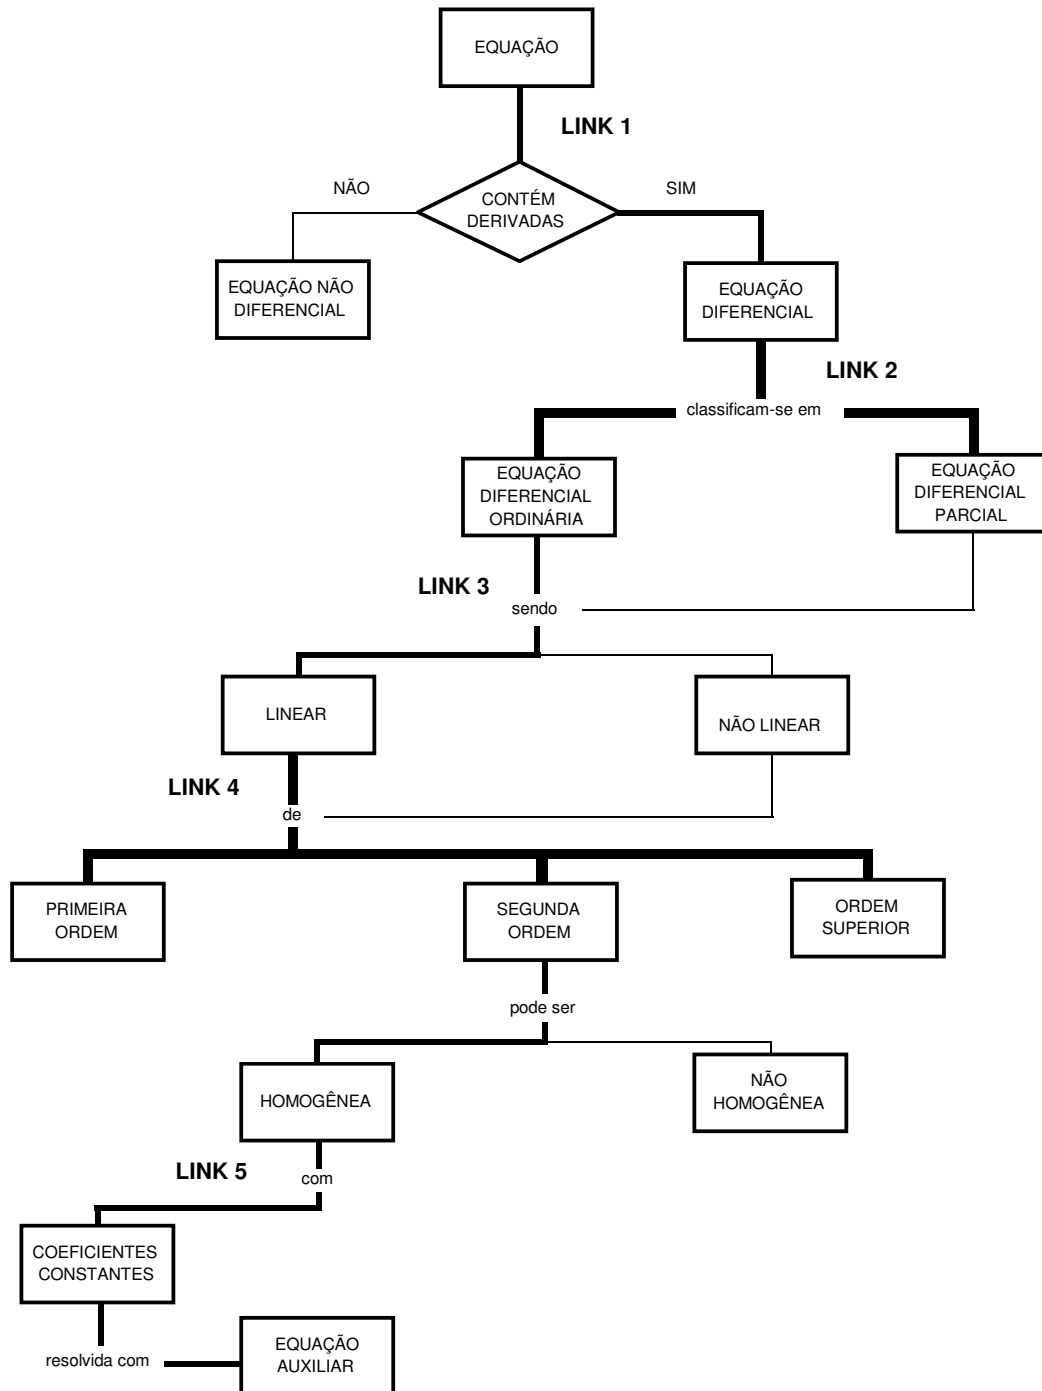 EQUAÇÃO
LINK 1
NÃO
SIM
CONTÉM
DERIVADAS
EQUAÇÃO NÃO
DIFERENCIAL
EQUAÇÃO
DIFERENCIAL
LINK 2
classificam-se em
EQUAÇÃO
DIFERENCIAL
ORDINÁRIA
EQUAÇÃO
DIFERENCIAL
PARCIAL
LINK 3
sendo
LINEAR
NÃO LINEAR
LINK 4
de
PRIMEIRA
ORDEM
SEGUNDA
ORDEM
ORDEM
SUPERIOR
pode ser
HOMOGÊNEA
NÃO
HOMOGÊNEA
LINK 5
com
COEFICIENTES
CONSTANTES
resolvida com
EQUAÇÃO
AUXILIAR